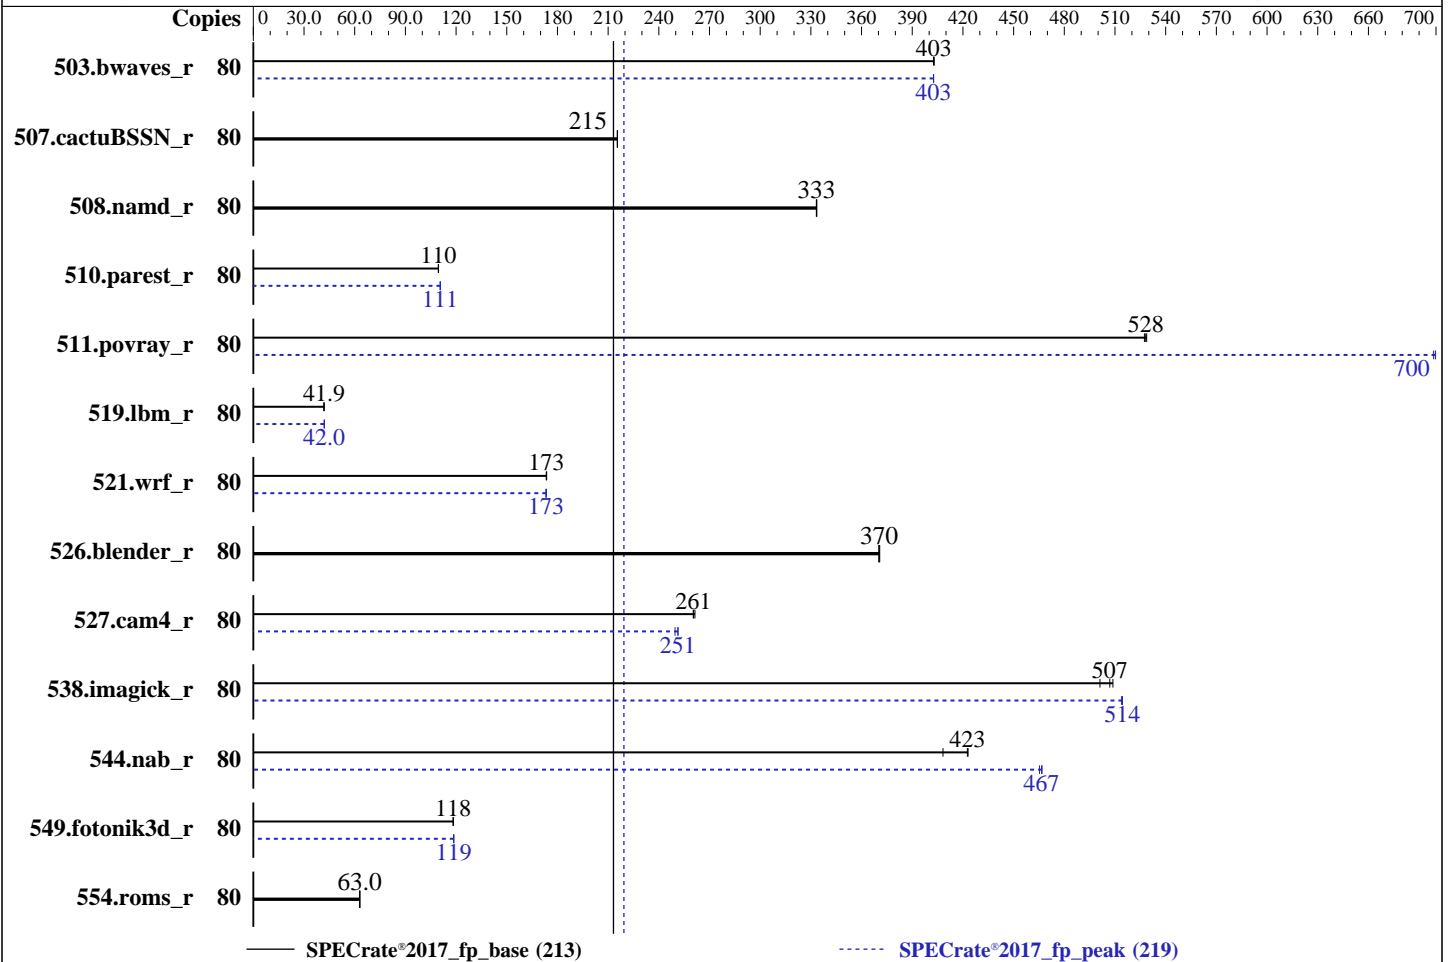 Copies 0 30.0 60.0 90.0 120 150 180 210 240 270 300 330 360 390 420 450 480 510 540 570 600 630 660 700
503.bwaves_r 80 403
403
507.cactuBSSN_r 80 215
508.namd_r 80 333
510.parest_r 80 110
111
511.povray_r 80 528
700
519.lbm_r 80 41.9
42.0
521.wrf_r 80 173
173
526.blender_r 80 370
527.cam4_r 80 261
251
538.imagick_r 80 507
514
544.nab_r 80 423
467
549.fotonik3d_r 80 118
119
554.roms_r 80 63.0
SPECrate®2017_fp_base (213) SPECrate®2017_fp_peak (219)